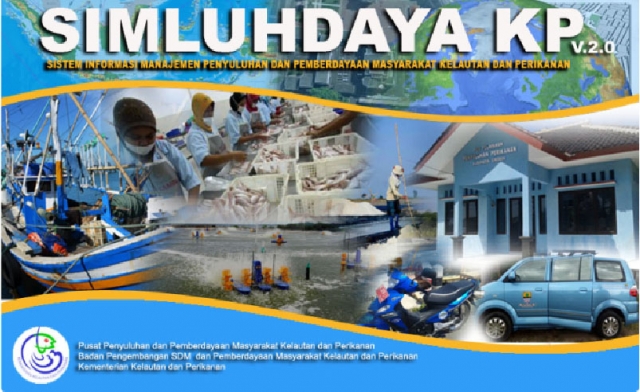 SIMLUHDAYA KP V.2.0
SISTEM INFORMASI MANAJEMEN PENYULUHAN DAN PEMBERDAYAAN MASYARAKAT KELAUTAN DAN PERIKANAN
Pusat Penyuluhan dan Pemberdayaan Masyarakat Kelautan dan Perikanan
Badan Pengembangan SDM dan Pemberdayaan Masyarakat Kelautan dan Perikanan
Kementerian Kelautan dan Perikanan